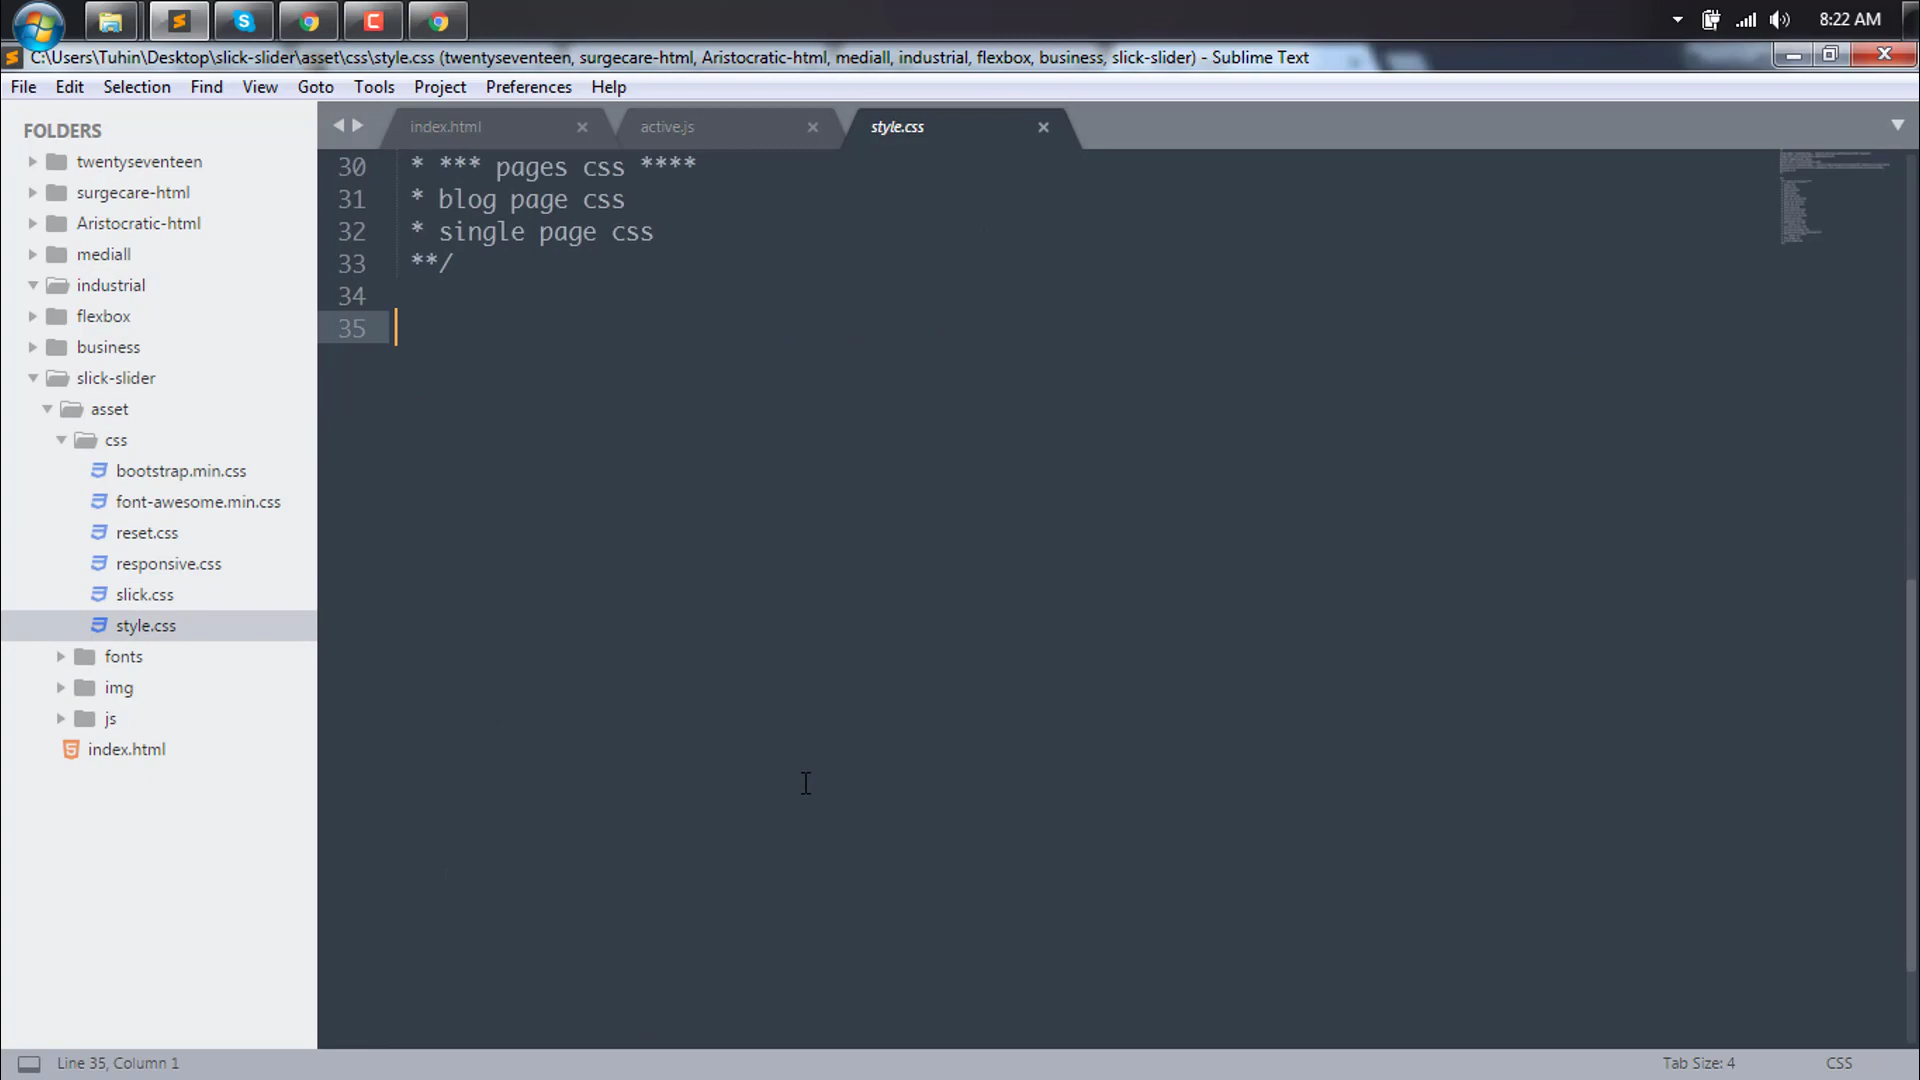 8:22 AM
C:\Users\Tuhin\Desktop\slick-slider\asset\css\style.css (twentyseventeen, surgecare-html, Aristocratic-html, mediall, industrial, flexbox, business, slick-slider) - Sublime Text
File Edit Selection Find View Goto Tools Project Preferences Help
FOLDERS
twentyseventeen
surgecare-html
Aristocratic-html
mediall
industrial
flexbox
business
slick-slider
asset
css
bootstrap.min.css
font-awesome.min.css
reset.css
responsive.css
slick.css
style.css
fonts
img
js
index.html
index.html active.js style.css
30 * *** pages css ****
31 * blog page css
32 * single page css
33 **/
34
35
Line 35, Column 1 Tab Size: 4 CSS